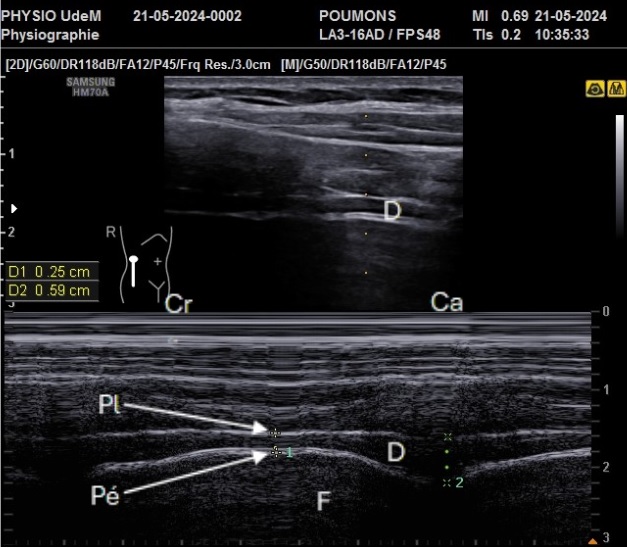 PHYSIO UdeM 21-05-2024-0002 POUMONS MI 0.69 21-05-2024
Physiographie LA3-16AD / FPS48 TIs 0.2 10:35:33
[2D]/G60/DR118dB/FA12/P45/Frq Res./3.0cm [M]/G50/DR118dB/FA12/P45
SAMSUNG
HM70A
M
1
D
2
R
D1 0.25 cm
D2 0.59 cm
3
Cr Ca
0
1
Pl
D
1
2
2
Pé
F
3